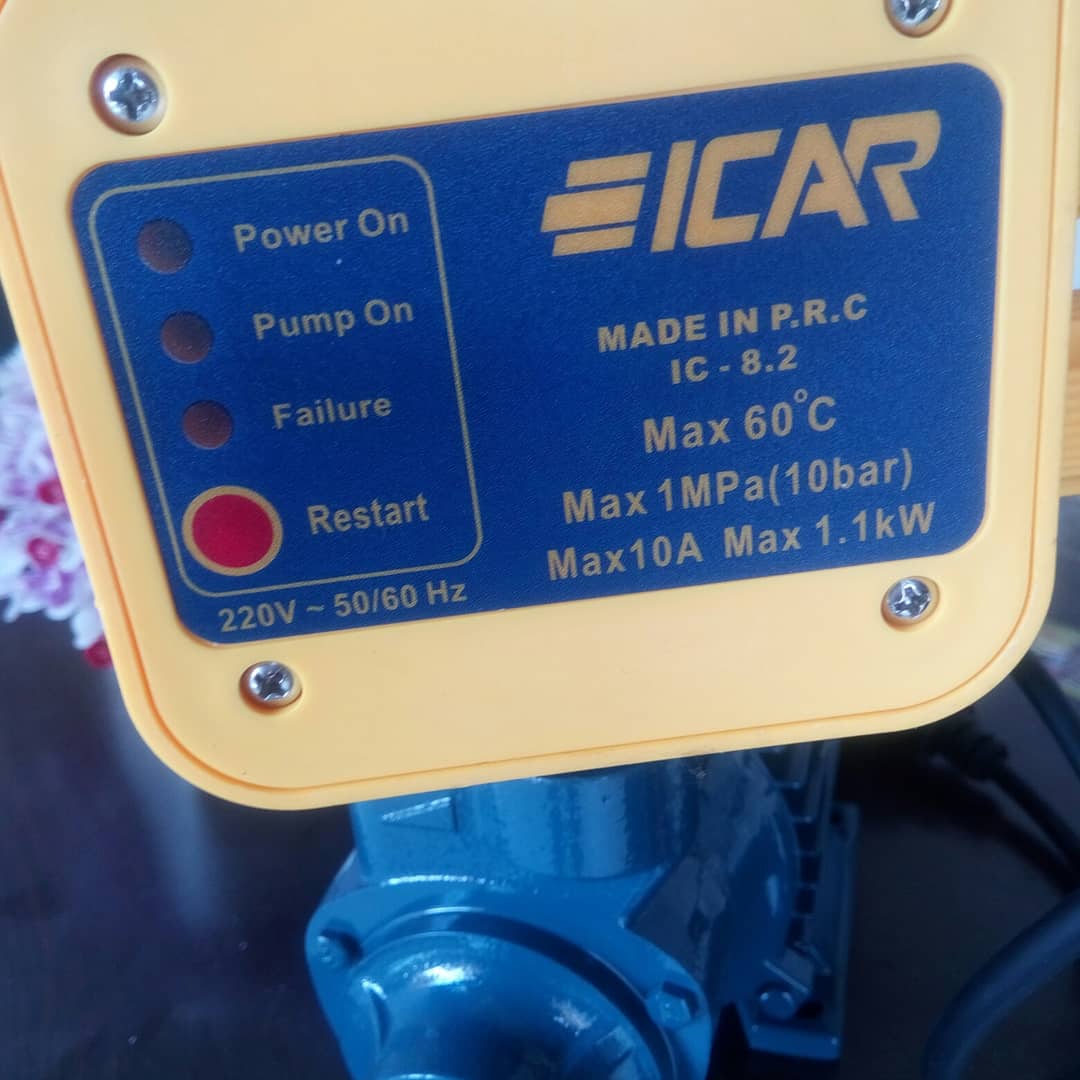 Power On
Pump On
Failure
Restart
220V ~ 50/60 Hz
ICAR
MADE IN P.R.C
IC - 8.2
Max 60°C
Max 1MPa(10bar)
Max10A Max 1.1kW